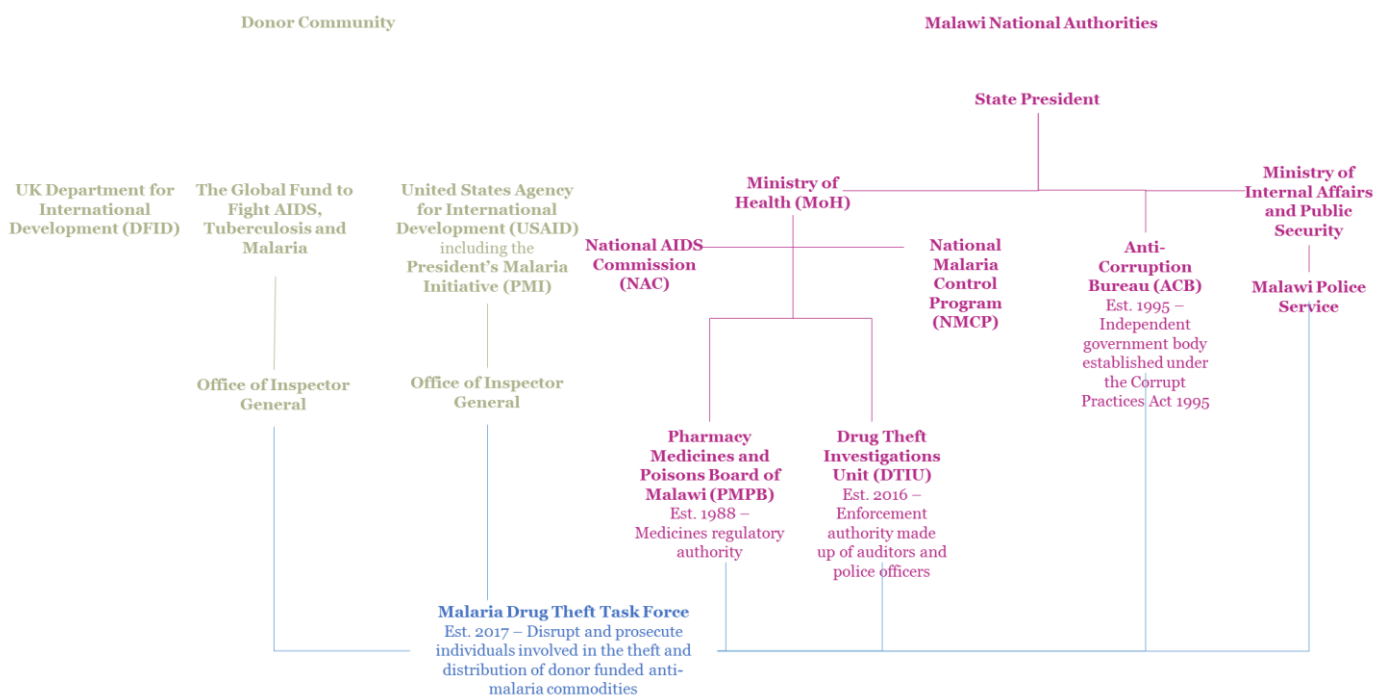 Donor Community
Malawi National Authorities
State President
UK Department for
International
Development (DFID)
The Global Fund to
Fight AIDS,
Tuberculosis and
Malaria
United States Agency
for International
Development (USAID)
including the
President's Malaria
Initiative (PMI)
Ministry of
Health (MoH)
Ministry of
Internal Affairs
and Public
Security
National AIDS
Commission
(NAC)
National
Malaria
Control
Program
(NMCP)
Anti-
Corruption
Bureau (ACB)
Est. 1995 –
Independent
government body
established under
the Corrupt
Practices Act 1995
Malawi Police
Service
Office of Inspector
General
Office of Inspector
General
Pharmacy
Medicines and
Poisons Board of
Malawi (PMPB)
Est. 1988 –
Medicines regulatory
authority
Drug Theft
Investigations
Unit (DTIU)
Est. 2016 –
Enforcement
authority made
up of auditors and
police officers
Malaria Drug Theft Task Force
Est. 2017 – Disrupt and prosecute
individuals involved in the theft and
distribution of donor funded anti-
malaria commodities